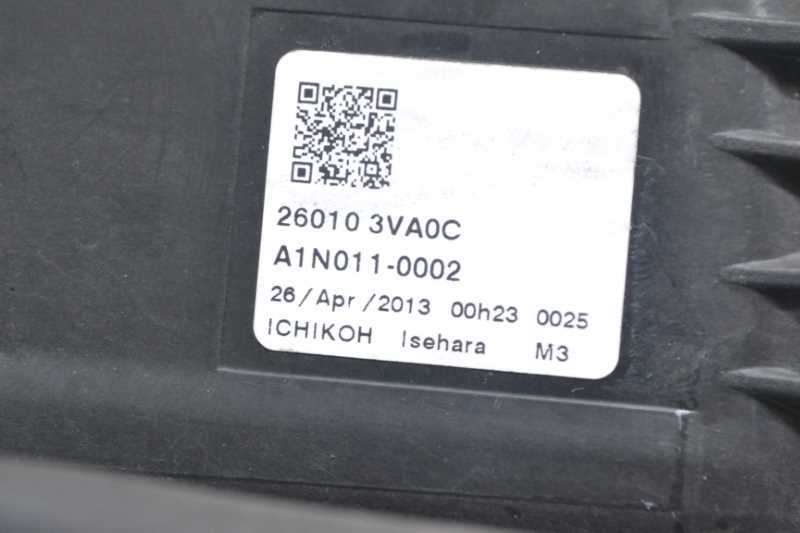 26010 3VA0C
A1N011-0002
26/Apr/2013 00h23 0025
ICHIKOH Isehara M3